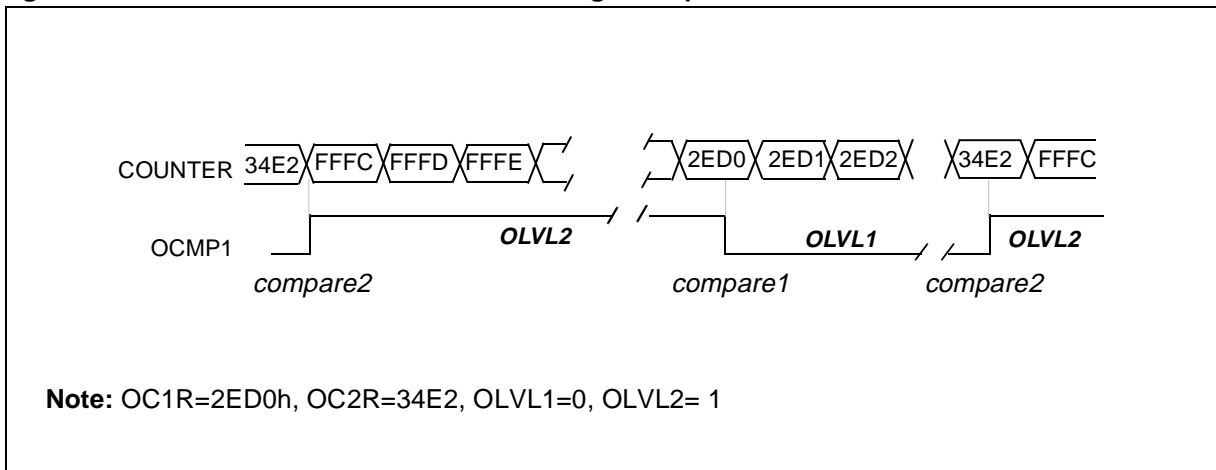 COUNTER 34E2 FFFC FFFD FFFE 2ED0 2ED1 2ED2 34E2 FFFC
OCMP1 OLVL2 OLVL1 OLVL2
compare2 compare1 compare2
Note: OC1R=2ED0h, OC2R=34E2, OLVL1=0, OLVL2= 1